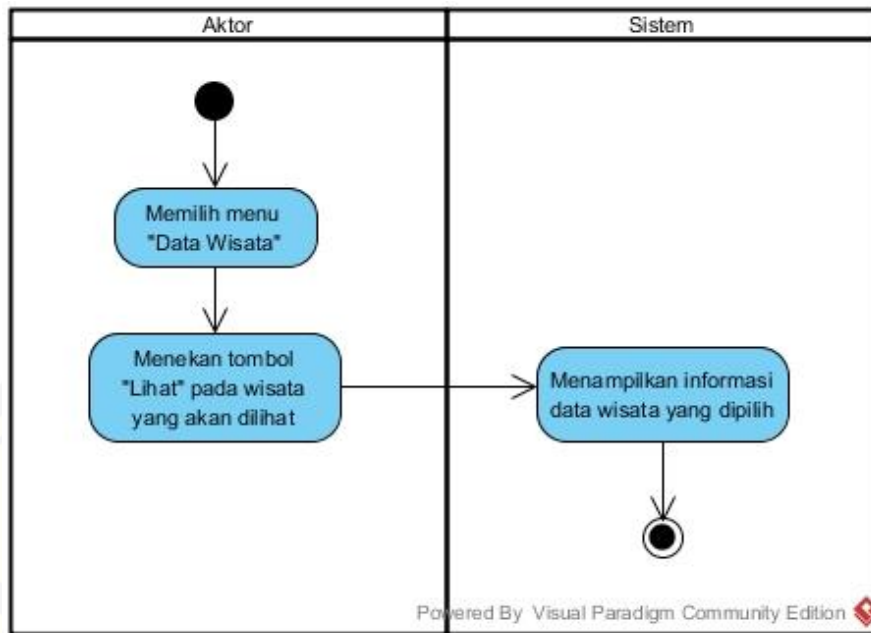 Aktor
Sistem
Memilih menu
"Data Wisata"
Menekan tombol
"Lihat" pada wisata
yang akan dilihat
Menampilkan informasi
data wisata yang dipilih
Powered By Visual Paradigm Community Edition